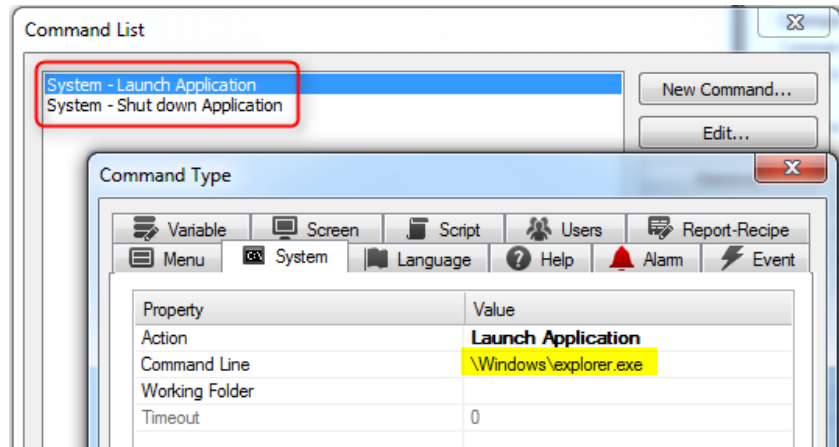 Command List
System - Launch Application
System - Shut down Application
New Command...
Edit...
Command Type
Variable Screen Script Users Report-Recipe
Menu System Language Help Alarm Event
Property Value
Action Launch Application
Command Line \Windows\explorer.exe
Working Folder
Timeout 0